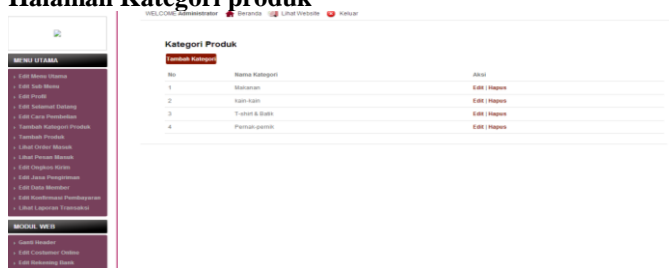 Halaman Kategori produk
WELCOME Administrator Beranda Lihat Website Keluar
MENU UTAMA
» Edit Menu Utama
» Edit Sub Menu
» Edit Profil
» Edit Selamat Datang
» Edit Cara Pembelian
» Tambah Kategori Produk
» Tambah Produk
» Lihat Order Masuk
» Lihat Pesan Masuk
» Edit Ongkos Kirim
» Edit Jasa Pengiriman
» Edit Data Member
» Edit Konfirmasi Pembayaran
» Lihat Laporan Transaksi
MODUL WEB
» Ganti Header
» Edit Costumer Online
» Edit Rekening Bank
Kategori Produk
Tambah Kategori
No Nama Kategori Aksi
1 Makanan Edit | Hapus
2 Kain-kain Edit | Hapus
3 T-shirt & Batik Edit | Hapus
4 Pernak-pernik Edit | Hapus